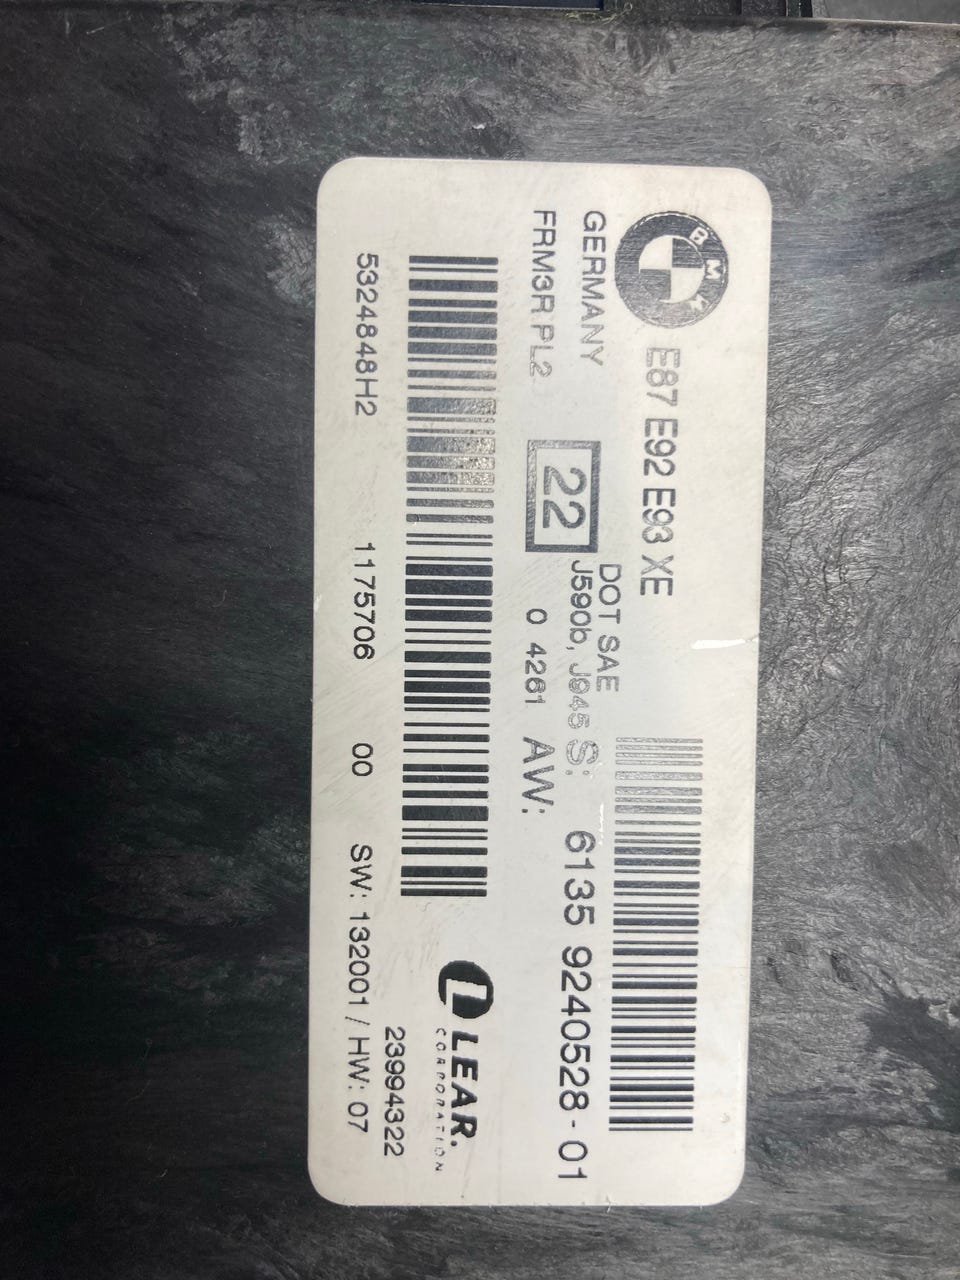 BMW
E87 E92 E93 XE
GERMANY
DOT SAE
FRM3R PL2
22
J590b, J945 S: 6135 9240528-01
0 4261 AW:
LEAR.
CORPORATION
23994322
5324848H2 1175706 00 SW: 132001 / HW: 07